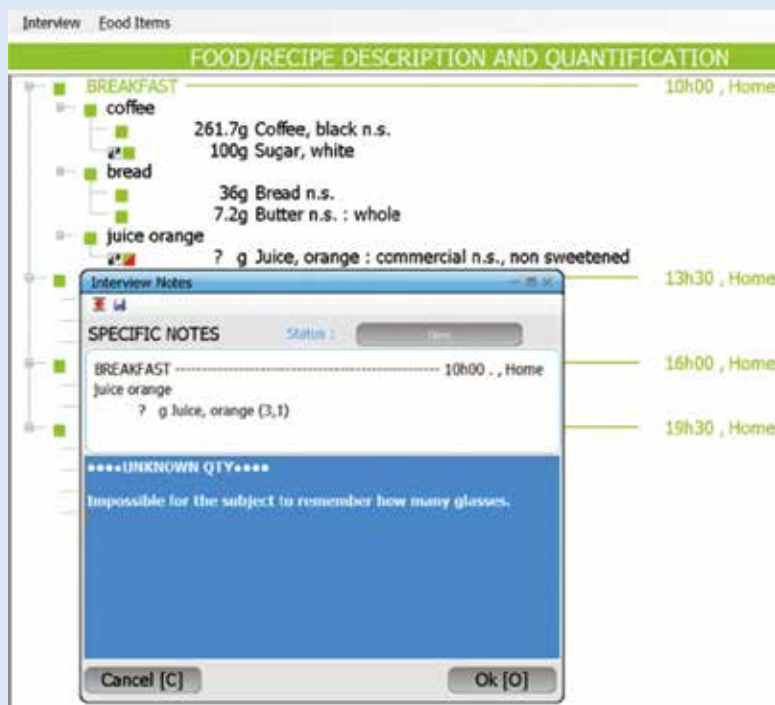 Interview Food Items
FOOD/RECIPE DESCRIPTION AND QUANTIFICATION
BREAKFAST 10h00 , Home
coffee
261.7g Coffee, black n.s.
100g Sugar, white
bread
36g Bread n.s.
7.2g Butter n.s. : whole
juice orange
? g Juice, orange : commercial n.s., non sweetened
13h30 , Home
Interview Notes
SPECIFIC NOTES Status :
BREAKFAST ------------------------------------------------ 10h00 . , Home
juice orange
? g Juice, orange (3,1)
16h00 , Home
19h30 , Home
••••UNKNOWN QTY••••
Impossible for the subject to remember how many glasses.
Cancel [C] Ok [O]